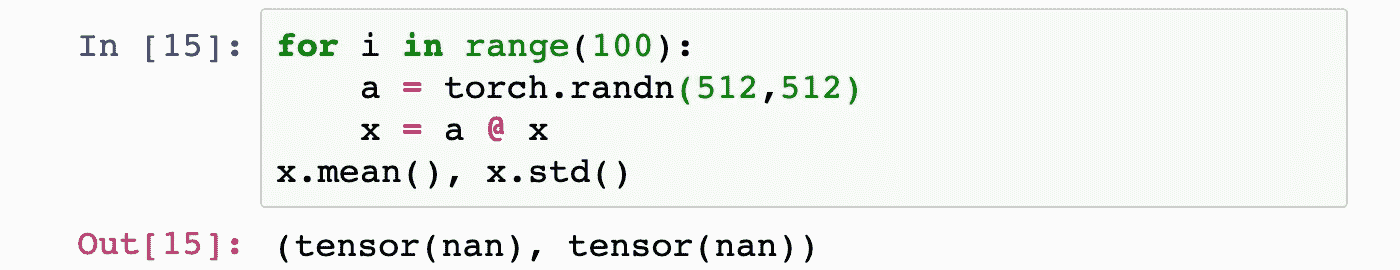 In [15]: for i in range(100):
    a = torch.randn(512,512)
    x = a @ x
x.mean(), x.std()
Out[15]: (tensor(nan), tensor(nan))